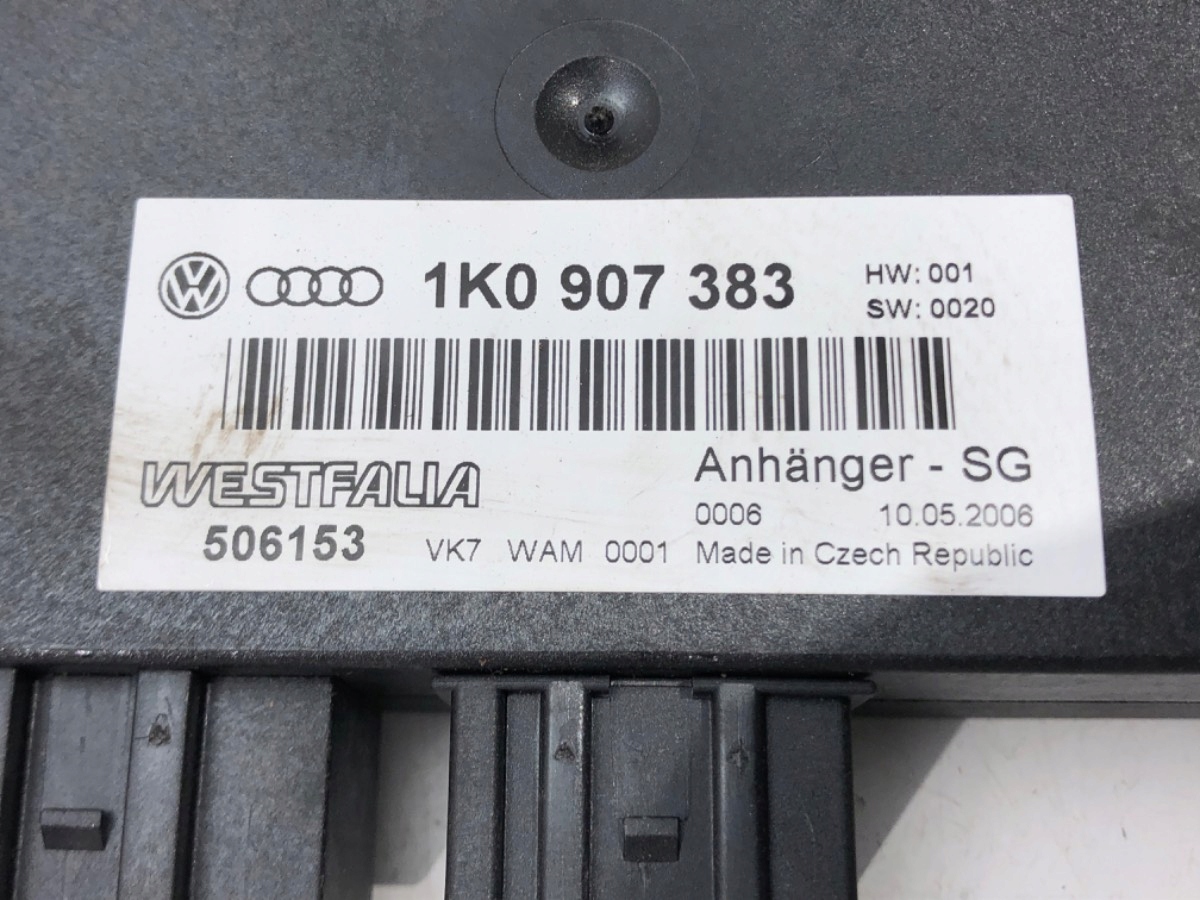 1K0 907 383 HW: 001
SW: 0020
WESTFALIA Anhänger - SG
0006 10.05.2006
506153 VK7 WAM 0001 Made in Czech Republic